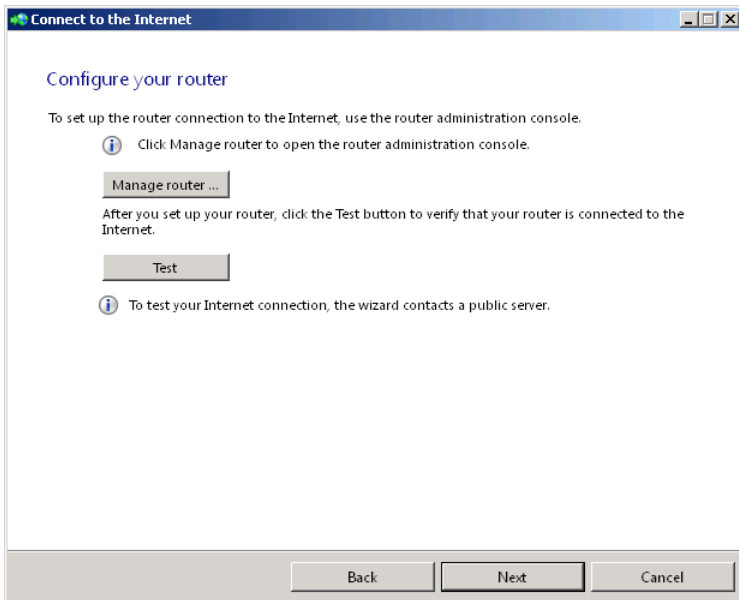 Connect to the Internet
Configure your router
To set up the router connection to the Internet, use the router administration console.
Click Manage router to open the router administration console.
Manage router ...
After you set up your router, click the Test button to verify that your router is connected to the
Internet.
Test
To test your Internet connection, the wizard contacts a public server.
Back
Next
Cancel